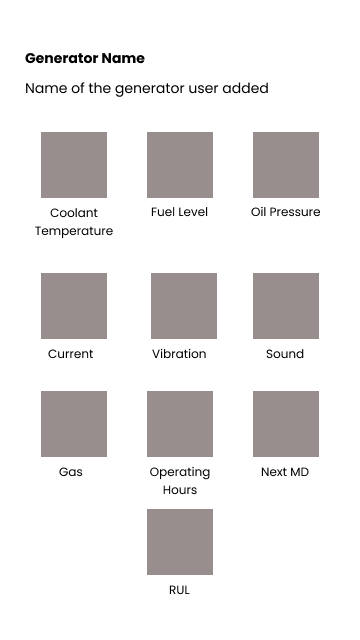 Generator Name
Name of the generator user added
Coolant
Temperature
Fuel Level
Oil Pressure
Current
Vibration
Sound
Gas
Operating
Hours
Next MD
RUL